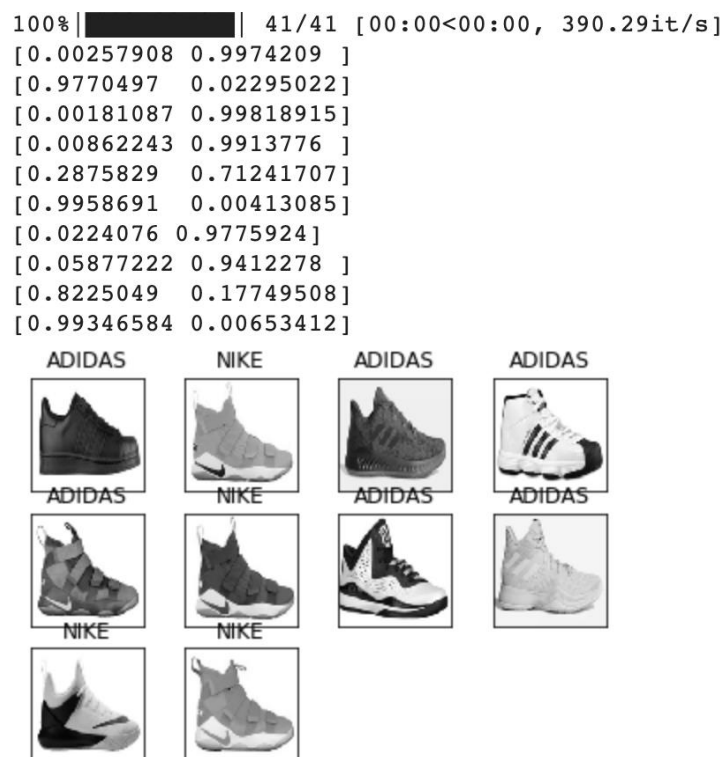 100%|██████████| 41/41 [00:00<00:00, 390.29it/s]
[0.00257908 0.9974209 ]
[0.9770497  0.02295022]
[0.00181087 0.99818915]
[0.00862243 0.9913776 ]
[0.2875829  0.71241707]
[0.9958691  0.00413085]
[0.0224076 0.9775924]
[0.05877222 0.9412278 ]
[0.8225049  0.17749508]
[0.99346584 0.00653412]
ADIDAS NIKE ADIDAS ADIDAS
ADIDAS NIKE ADIDAS ADIDAS
NIKE NIKE